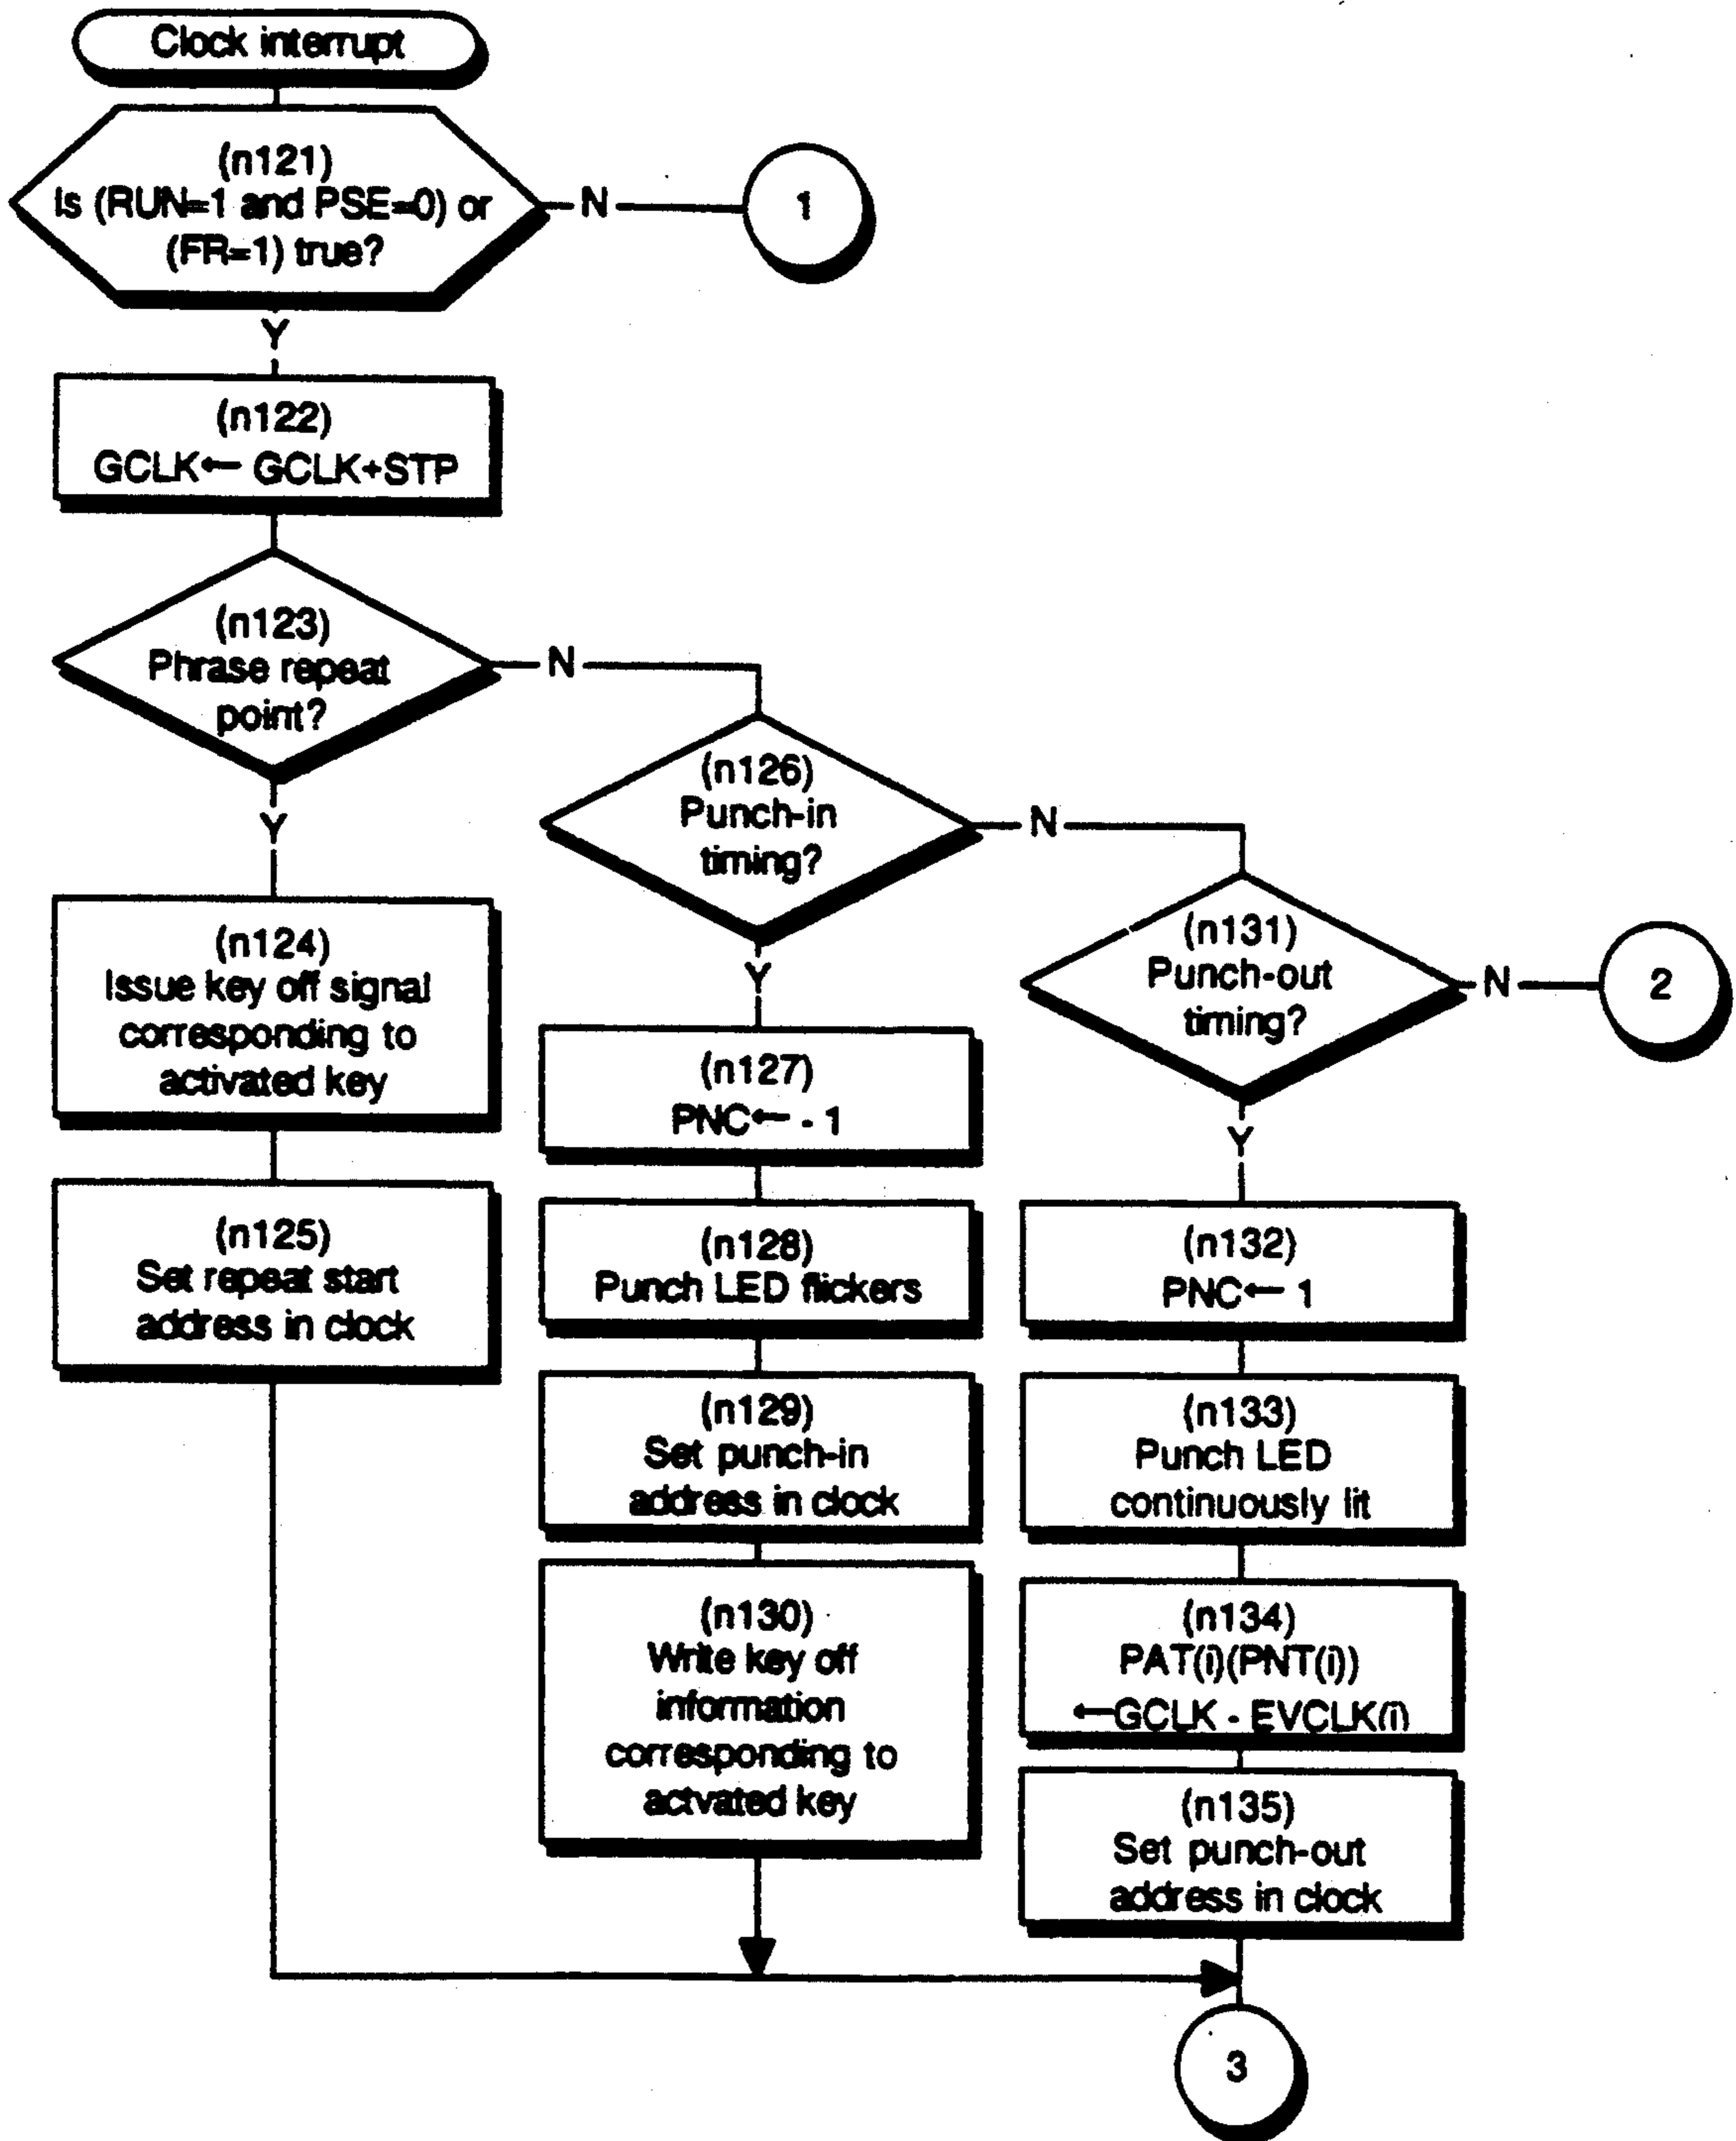 Clock interrupt
(n121)
Is (RUN=1 and PSE=0) or
(FR=1) true?
N
1
Y
(n122)
GCLK← GCLK+STP
(n123)
Phrase repeat
point?
N
Y
(n124)
Issue key off signal
corresponding to
activated key
(n125)
Set repeat start
address in clock
(n126)
Punch-in
timing?
N
Y
(n127)
PNC← - 1
(n128)
Punch LED flickers
(n129)
Set punch-in
address in clock
(n130)
Write key off
information
corresponding to
actvated key
(n131)
Punch-out
timing?
N
2
Y
(n132)
PNC← 1
(n133)
Punch LED
continuously lit
(n134)
PAT(i)(PNT(i))
←GCLK - EVCLK(i)
(n135)
Set punch-out
address in clock
3